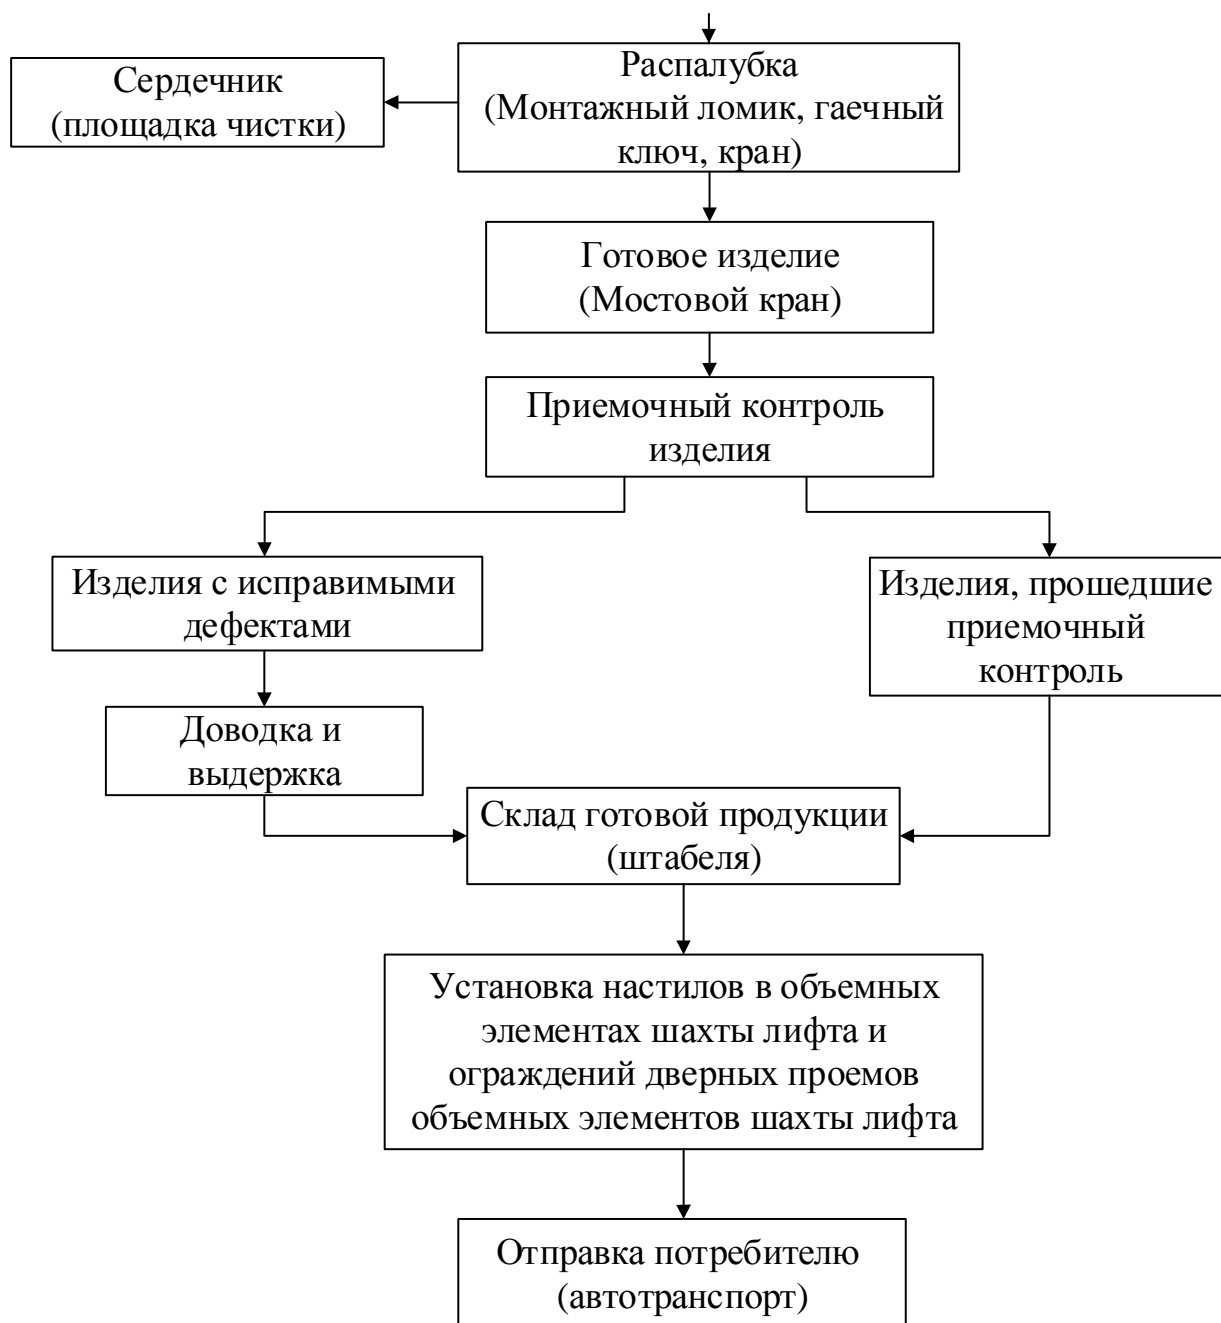 Сердечник
(площадка чистки)
Распалубка
(Монтажный ломик, гаечный
ключ, кран)
Готовое изделие
(Мостовой кран)
Приемочный контроль
изделия
Изделия с исправимыми
дефектами
Изделия, прошедшие
приемочный
контроль
Доводка и
выдержка
Склад готовой продукции
(штабеля)
Установка настилов в объемных
элементах шахты лифта и
ограждений дверных проемов
объемных элементов шахты лифта
Отправка потребителю
(автотранспорт)